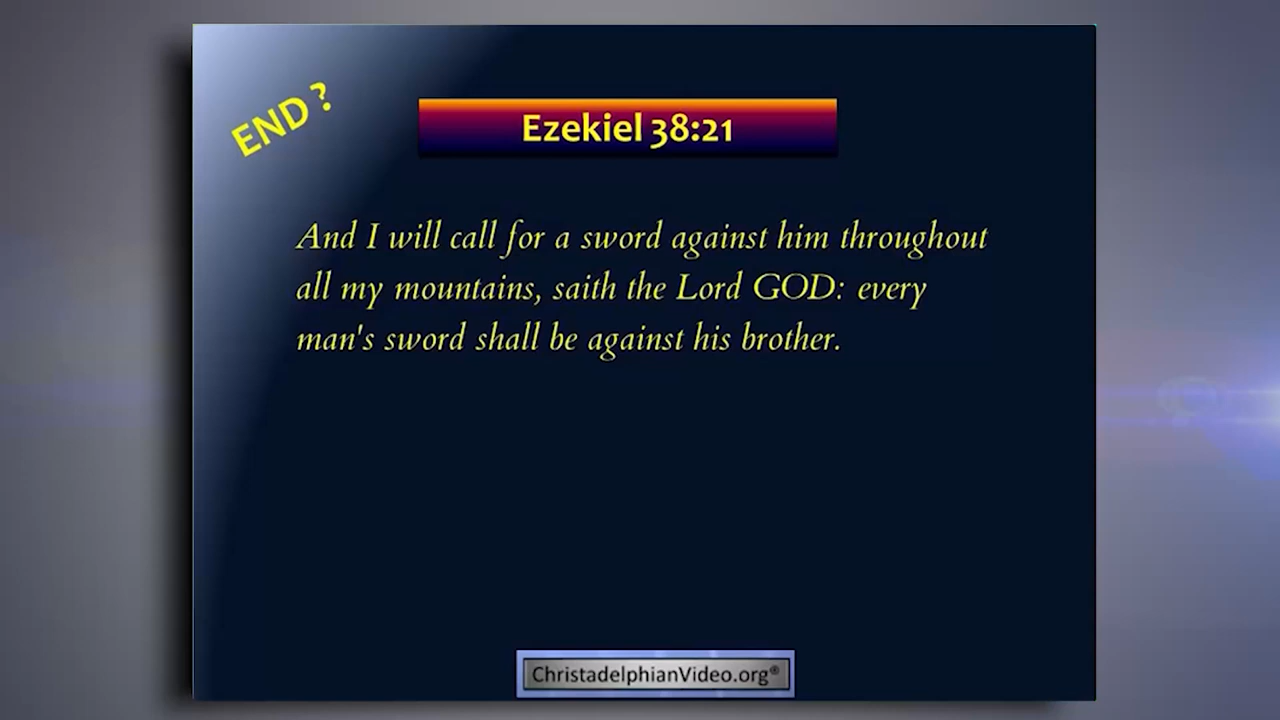 END ?
Ezekiel 38:21
And I will call for a sword against him throughout
all my mountains, saith the Lord GOD: every
man's sword shall be against his brother.
ChristadelphianVideo.org®